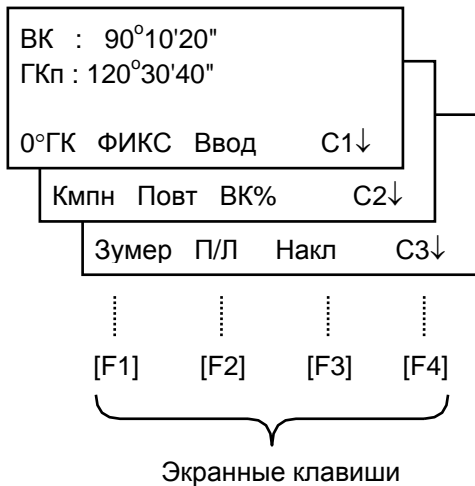 ВК : 90°10'20"
ГКп : 120°30'40"
0°ГК ФИКС Ввод С1↓
Кмпн Повт ВК% С2↓
Зумер П/Л Накл С3↓
[F1] [F2] [F3] [F4]
Экранные клавиши